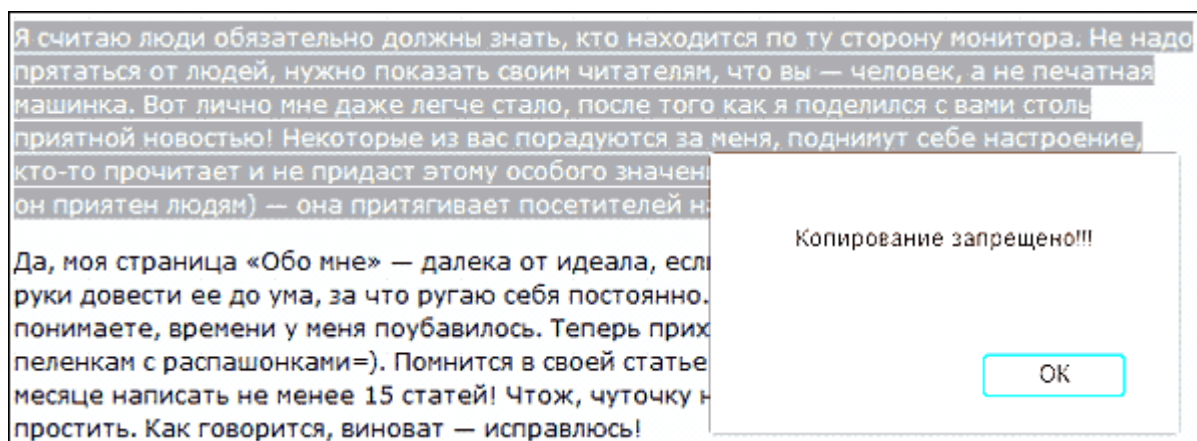 Я считаю люди обязательно должны знать, кто находится по ту сторону монитора. Не надо
прятаться от людей, нужно показать своим читателям, что вы — человек, а не печатная
машинка. Вот лично мне даже легче стало, после того как я поделился с вами столь
приятной новостью! Некоторые из вас порадуются за меня, поднимут себе настроение,
кто-то прочитает и не придаст этому особого
он приятен людям) — она притягивает посетителей
Копирование запрещено!!!
Да, моя страница «Обо мне» — далека от идеала,
руки довести ее до ума, за что ругаю себя постоянно.
понимаете, времени у меня поубавилось. Теперь
пеленкам с распашонками=). Помнится в своей статье
месяце написать не менее 15 статей! Чтож, чуточку
OK
простить. Как говорится, виноват — исправлюсь!